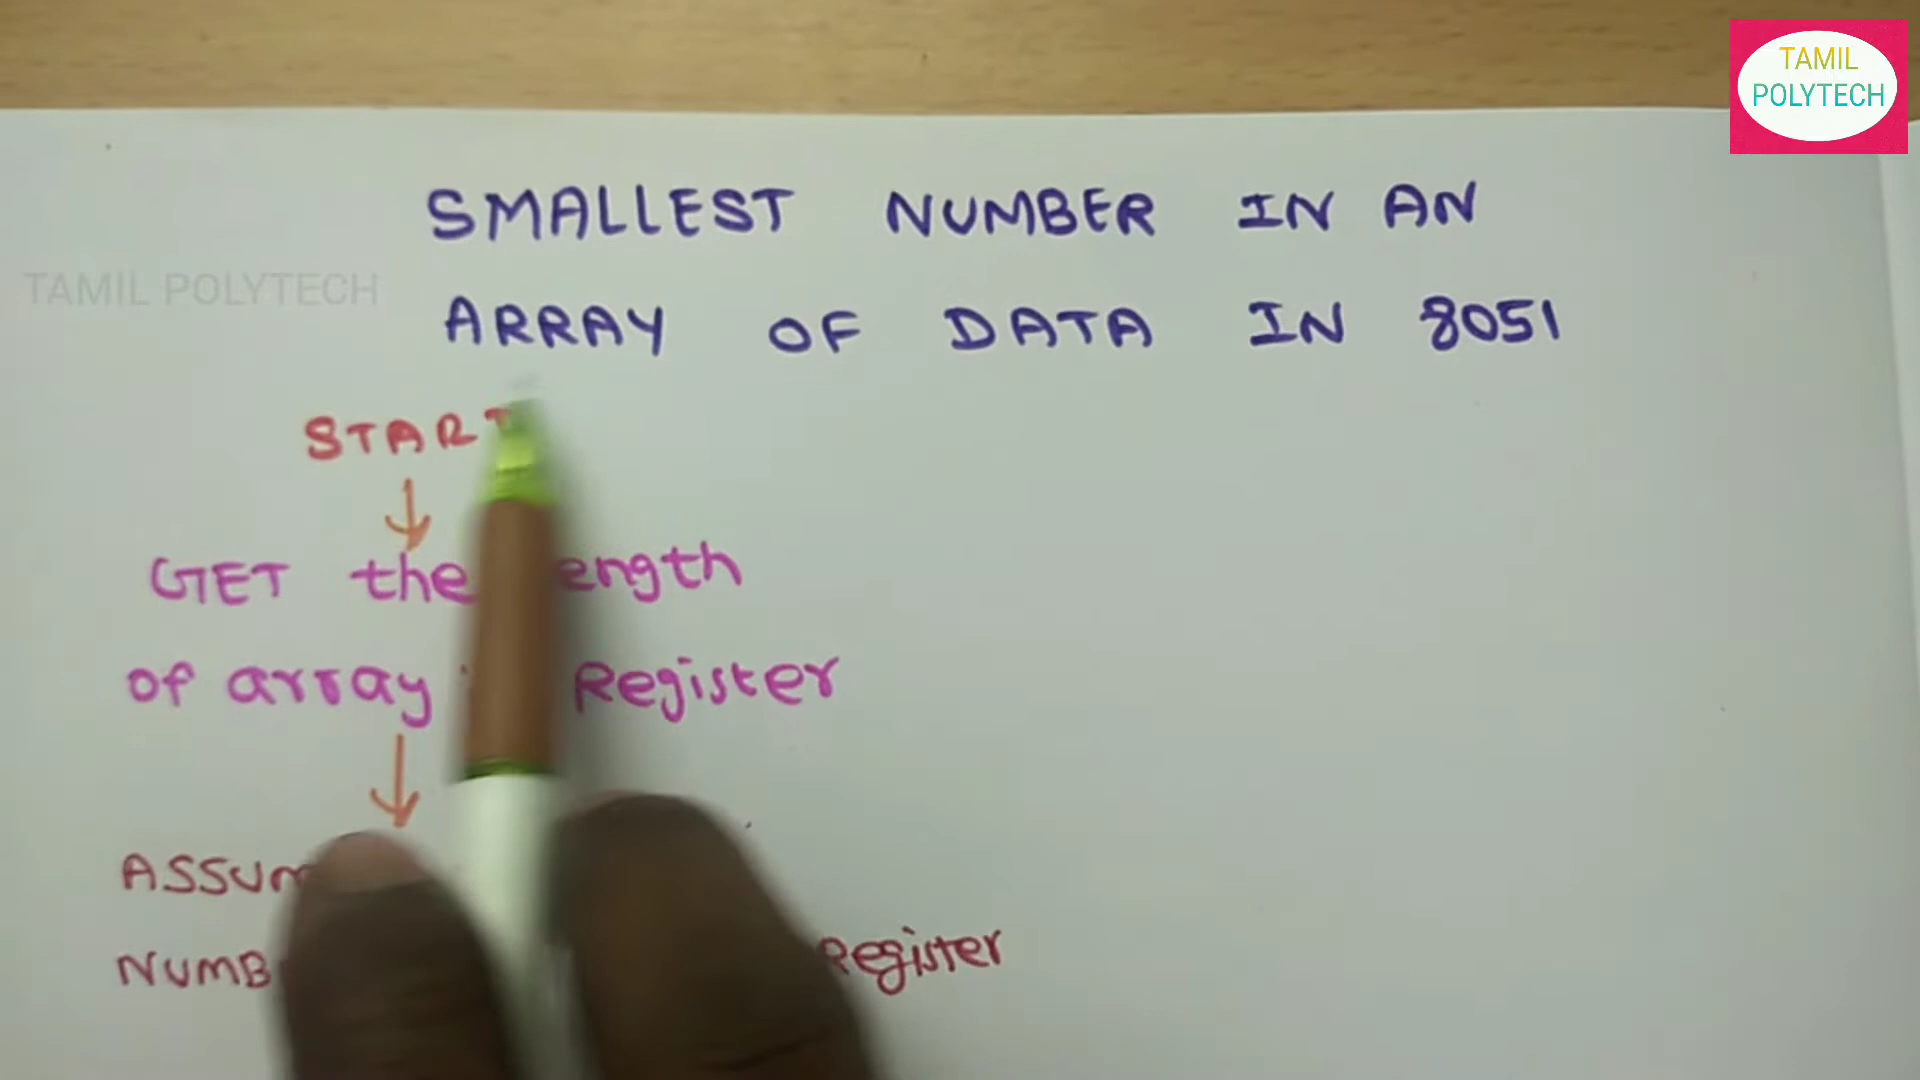 TAMIL
POLYTECH
SMALLEST NUMBER IN AN
TAMIL POLYTECH
ARRAY OF DATA IN 8051
START
GET the ength
of array Register
ASSUM
NUMB Register